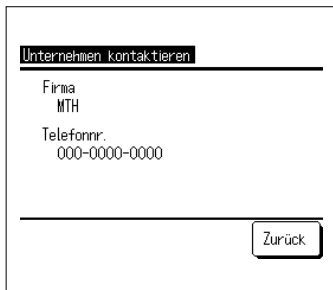 Unternehmen kontaktieren
Firma
MTH
Telefonnr.
000-0000-0000
Zurück